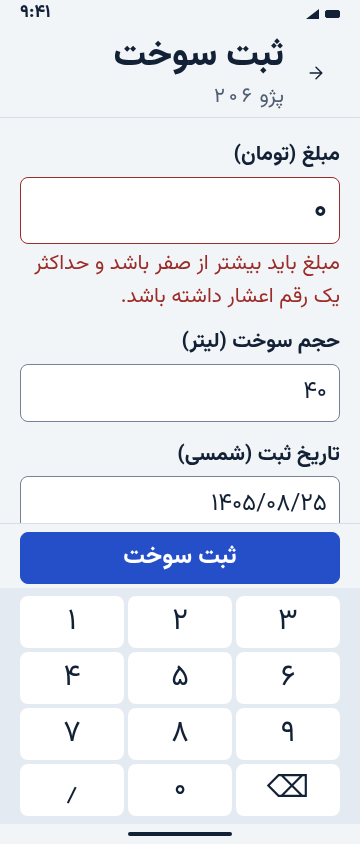 ۹:۴۱
ثبت سوخت
پژو ۲۰۶
مبلغ (تومان)
۰
مبلغ باید بیشتر از صفر باشد و حداکثر
یک رقم اعشار داشته باشد.
حجم سوخت (لیتر)
۴۰
تاریخ ثبت (شمسی)
۱۴۰۵/۰۸/۲۵
ثبت سوخت
۱ ۲ ۳
۴ ۵ ۶
۷ ۸ ۹
/ ۰ ⌫